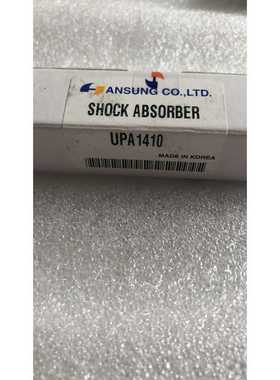 ANSUNG CO.,LTD.
SHOCK ABSORBER
UPA1410
MADE IN KOREA